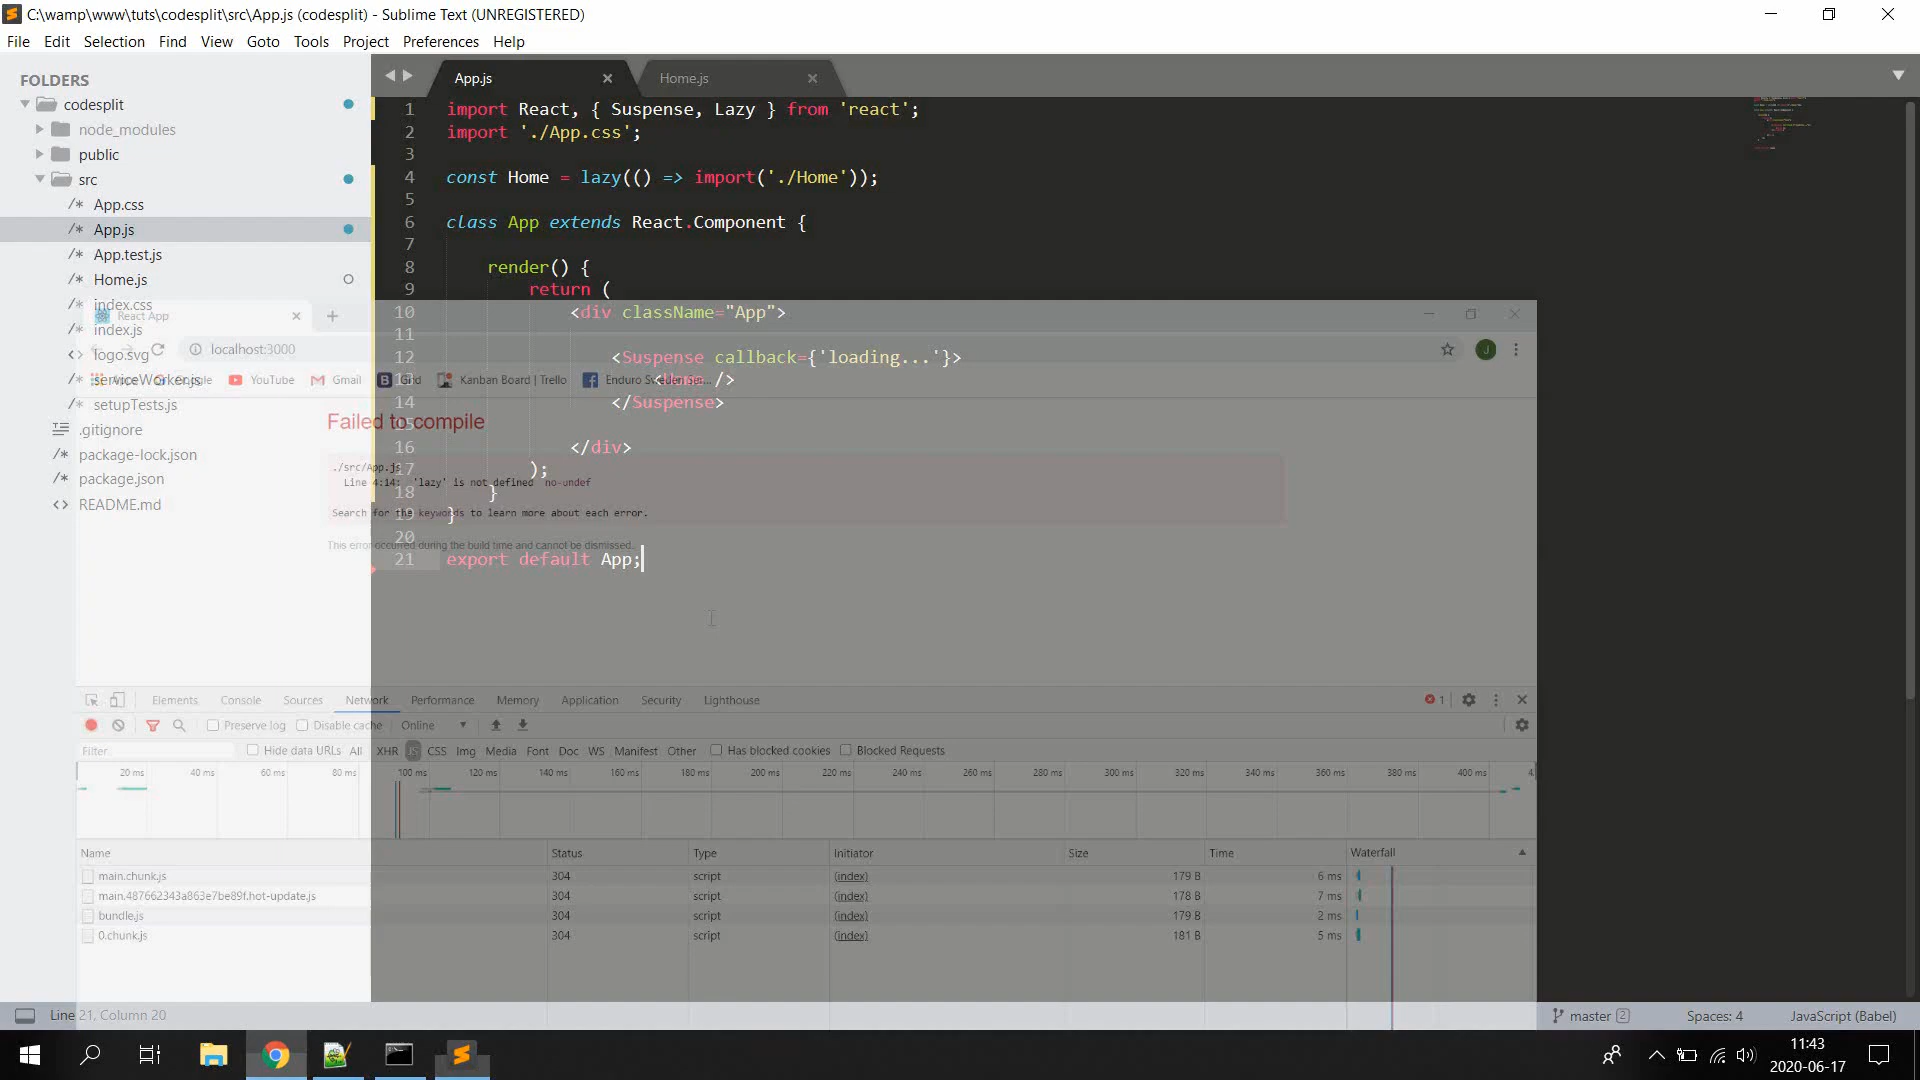 C:\wamp\www\tuts\codesplit\src\App.js (codesplit) - Sublime Text (UNREGISTERED)
File Edit Selection Find View Goto Tools Project Preferences Help
FOLDERS
codesplit
node_modules
public
src
/* App.css
/* App.js
/* App.test.js
/* Home.js
/* index.css
/* index.js
<> logo.svg
/* serviceWorker.js
/* setupTests.js
.gitignore
/* package-lock.json
/* package.json
<> README.md
App.js Home.js
1 import React, { Suspense, Lazy } from 'react';
2 import './App.css';
3
4 const Home = lazy(() => import('./Home'));
5
6 class App extends React.Component {
7
8 render() {
9 return (
10 <div className="App">
11
12 <Suspense callback={'loading...'}>
13 <Home />
14 </Suspense>
15
16 </div>
17 );
18 }
19 }
20
21 export default App;
React App
localhost:3000
J
YouTube Gmail Kanban Board | Trello
Failed to compile
./src/App.js
Line 4:14: 'lazy' is not defined no-undef
Search for the keywords to learn more about each error.
This error occurred during the build time and cannot be dismissed.
Elements Console Sources Network Performance Memory Application Security Lighthouse 1
Preserve log Disable cache Online
Filter Hide data URLs All XHR JS CSS Img Media Font Doc WS Manifest Other Has blocked cookies Blocked Requests
20 ms 40 ms 60 ms 80 ms 100 ms 120 ms 140 ms 160 ms 180 ms 200 ms 220 ms 240 ms 260 ms 280 ms 300 ms 320 ms 340 ms 360 ms 380 ms 400 ms
Name Status Type Initiator Size Time Waterfall
main.chunk.js 304 script (index) 179 B 6 ms
main.487662343a863e7be89f.hot-update.js 304 script (index) 178 B 7 ms
bundle.js 304 script (index) 179 B 2 ms
0.chunk.js 304 script (index) 181 B 5 ms
Line 21, Column 20 master 2 Spaces: 4 JavaScript (Babel)
11:43
2020-06-17